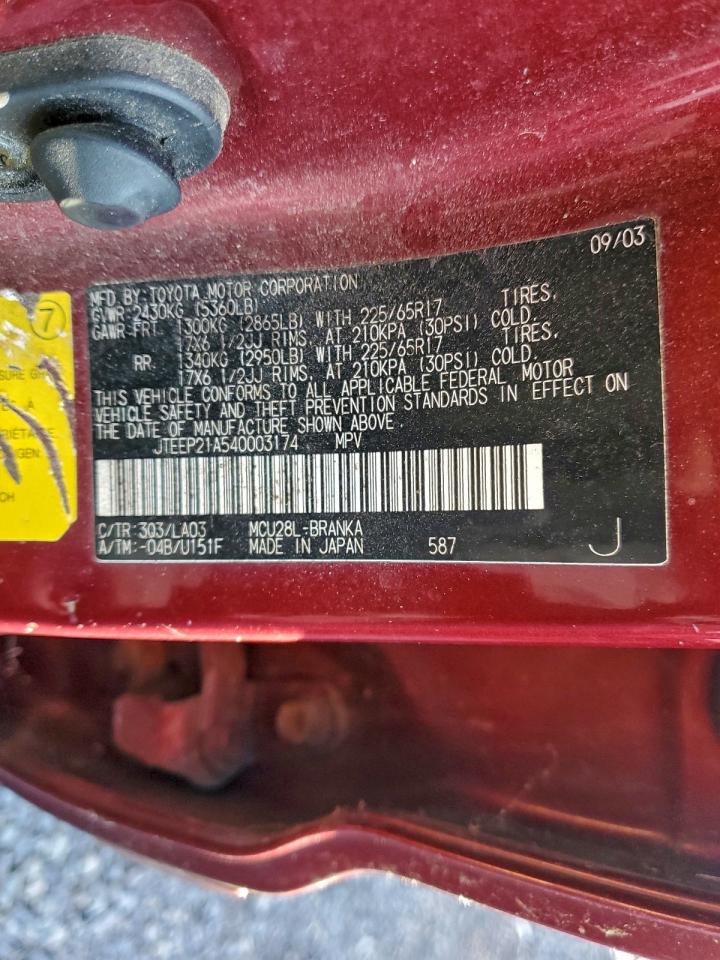 09/03
MFD BY: TOYOTA MOTOR CORPORATION
GVWR 2430KG (5360LB)
GAWR-FRT. 1300KG (2865LB) WITH 225/65R17 TIRES,
17X6 1/2JJ RIMS, AT 210KPA (30PSI) COLD.
RR. 1340KG (2950LB) WITH 225/65R17 TIRES,
17X6 1/2JJ RIMS, AT 210KPA (30PSI) COLD.
THIS VEHICLE CONFORMS TO ALL APPLICABLE FEDERAL MOTOR
VEHICLE SAFETY AND THEFT PREVENTION STANDARDS IN EFFECT ON
THE DATE OF MANUFACTURE SHOWN ABOVE.
JTEEP21A540003174 MPV
C/TR: 3Q3/LA03 MCU28L-BRANKA
A/TM: -04B/U151F MADE IN JAPAN 587 J
7